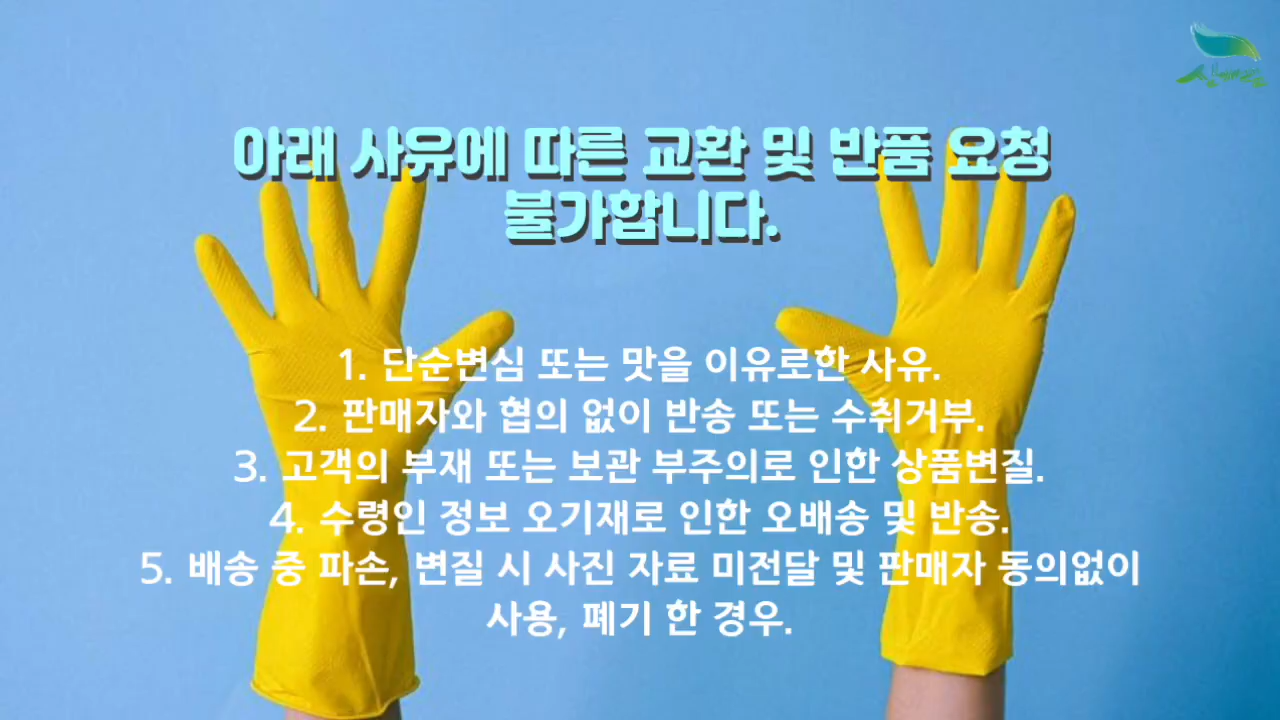 아래 사유에 따른 교환 및 반품 요청
불가합니다.
1. 단순변심 또는 맛을 이유로한 사유.
2. 판매자와 협의 없이 반송 또는 수취거부.
3. 고객의 부재 또는 보관 부주의로 인한 상품변질.
4. 수령인 정보 오기재로 인한 오배송 및 반송.
5. 배송 중 파손, 변질 시 사진 자료 미전달 및 판매자 동의없이
사용, 폐기 한 경우.